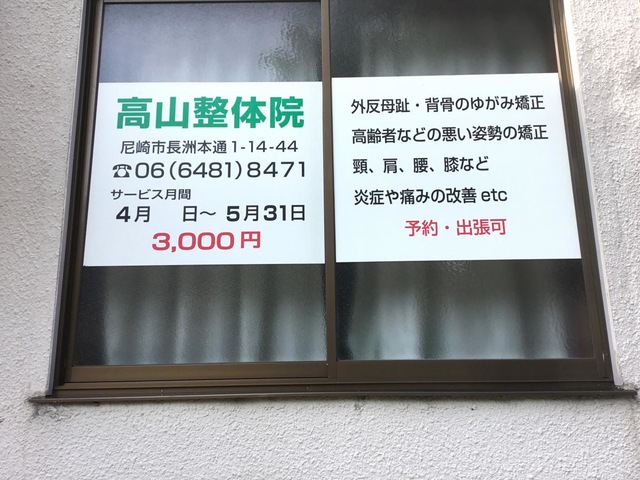 高山整体院
尼崎市長洲本通1-14-44
☎06(6481)8471
サービス月間
4月　日〜5月31日
3,000円
外反母趾・背骨のゆがみ矯正
高齢者などの悪い姿勢の矯正
頸、肩、腰、膝など
炎症や痛みの改善etc
予約・出張可